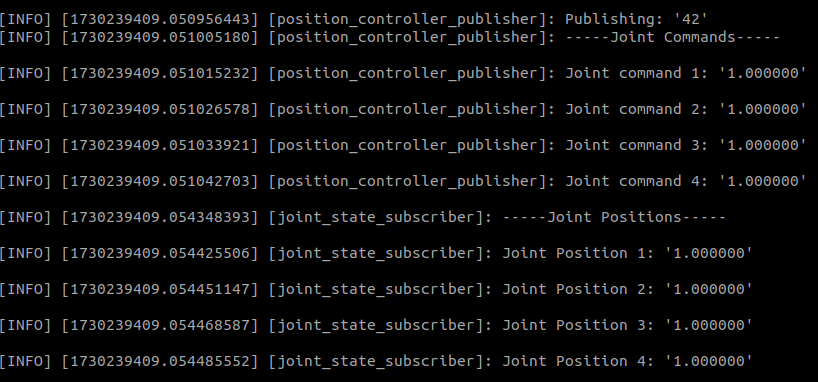 [INFO] [1730239409.050956443] [position_controller_publisher]: Publishing: '42'
[INFO] [1730239409.051005180] [position_controller_publisher]: -----Joint Commands-----
[INFO] [1730239409.051015232] [position_controller_publisher]: Joint command 1: '1.000000'
[INFO] [1730239409.051026578] [position_controller_publisher]: Joint command 2: '1.000000'
[INFO] [1730239409.051033921] [position_controller_publisher]: Joint command 3: '1.000000'
[INFO] [1730239409.051042703] [position_controller_publisher]: Joint command 4: '1.000000'
[INFO] [1730239409.054348393] [joint_state_subscriber]: -----Joint Positions-----
[INFO] [1730239409.054425506] [joint_state_subscriber]: Joint Position 1: '1.000000'
[INFO] [1730239409.054451147] [joint_state_subscriber]: Joint Position 2: '1.000000'
[INFO] [1730239409.054468587] [joint_state_subscriber]: Joint Position 3: '1.000000'
[INFO] [1730239409.054485552] [joint_state_subscriber]: Joint Position 4: '1.000000'